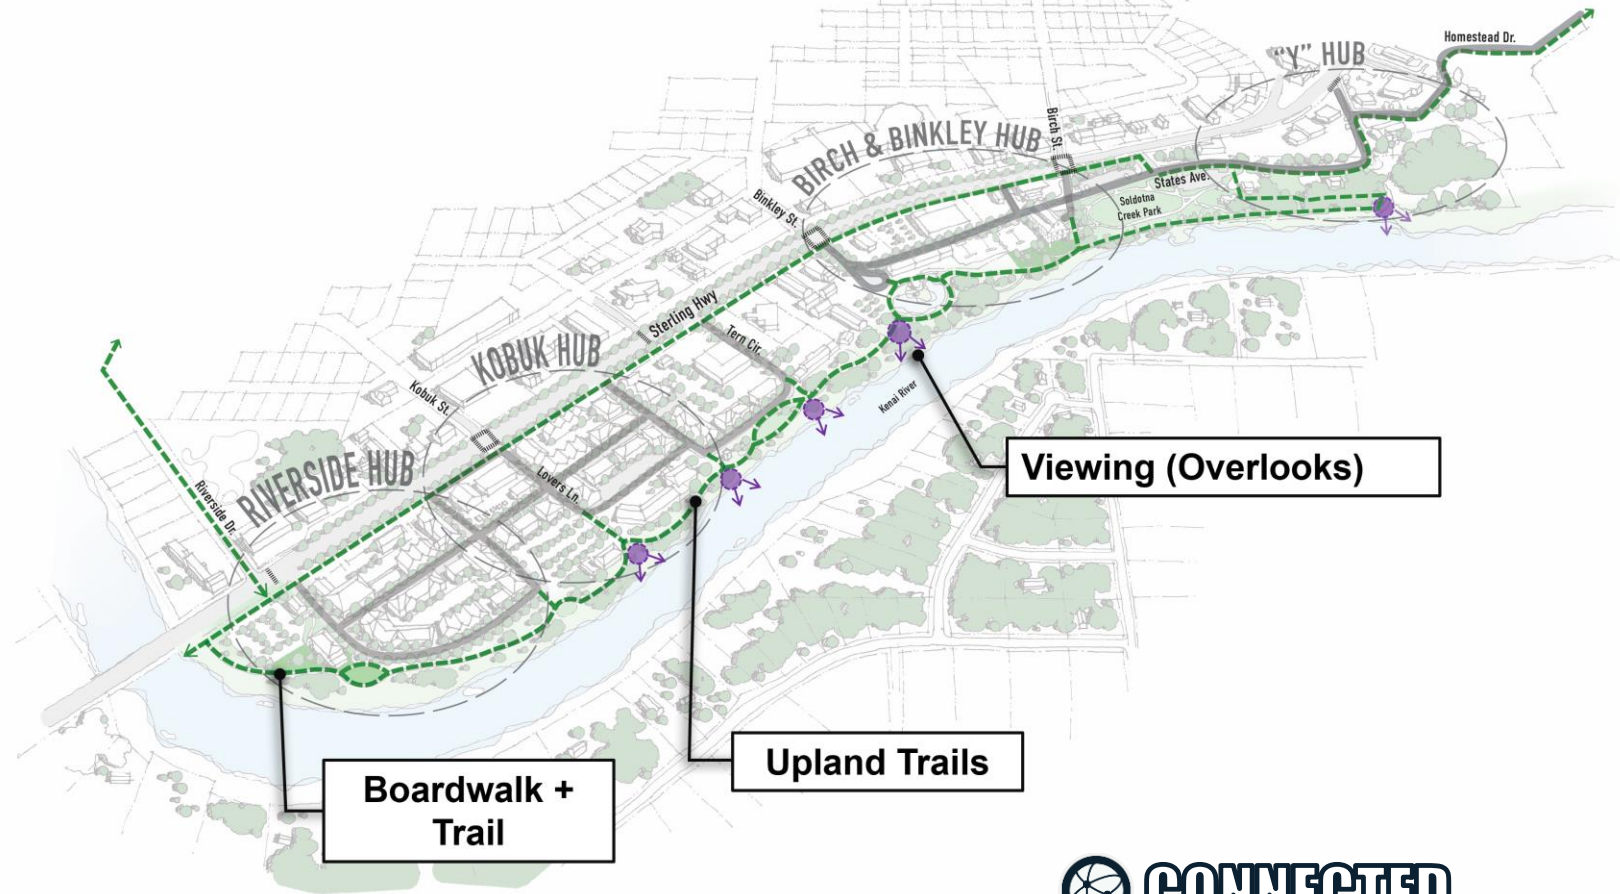 Homestead Dr.
"Y" HUB
Birch St.
BIRCH & BINKLEY HUB
States Ave.
Soldotna
Creek Park
Binkley St.
Sterling Hwy
Tern Cir.
KOBUK HUB
Kobuk St.
Kenai River
Viewing (Overlooks)
RIVERSIDE HUB
Riverside Dr.
Lovers Ln.
Upland Trails
Boardwalk +
Trail
CONNECTED